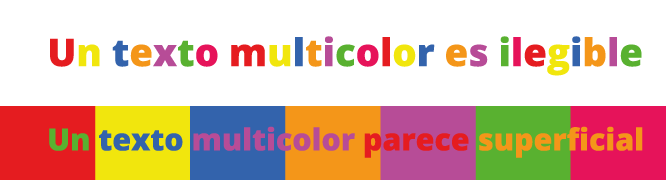 Un texto multicolor es ilegible
Un texto multicolor parece superficial